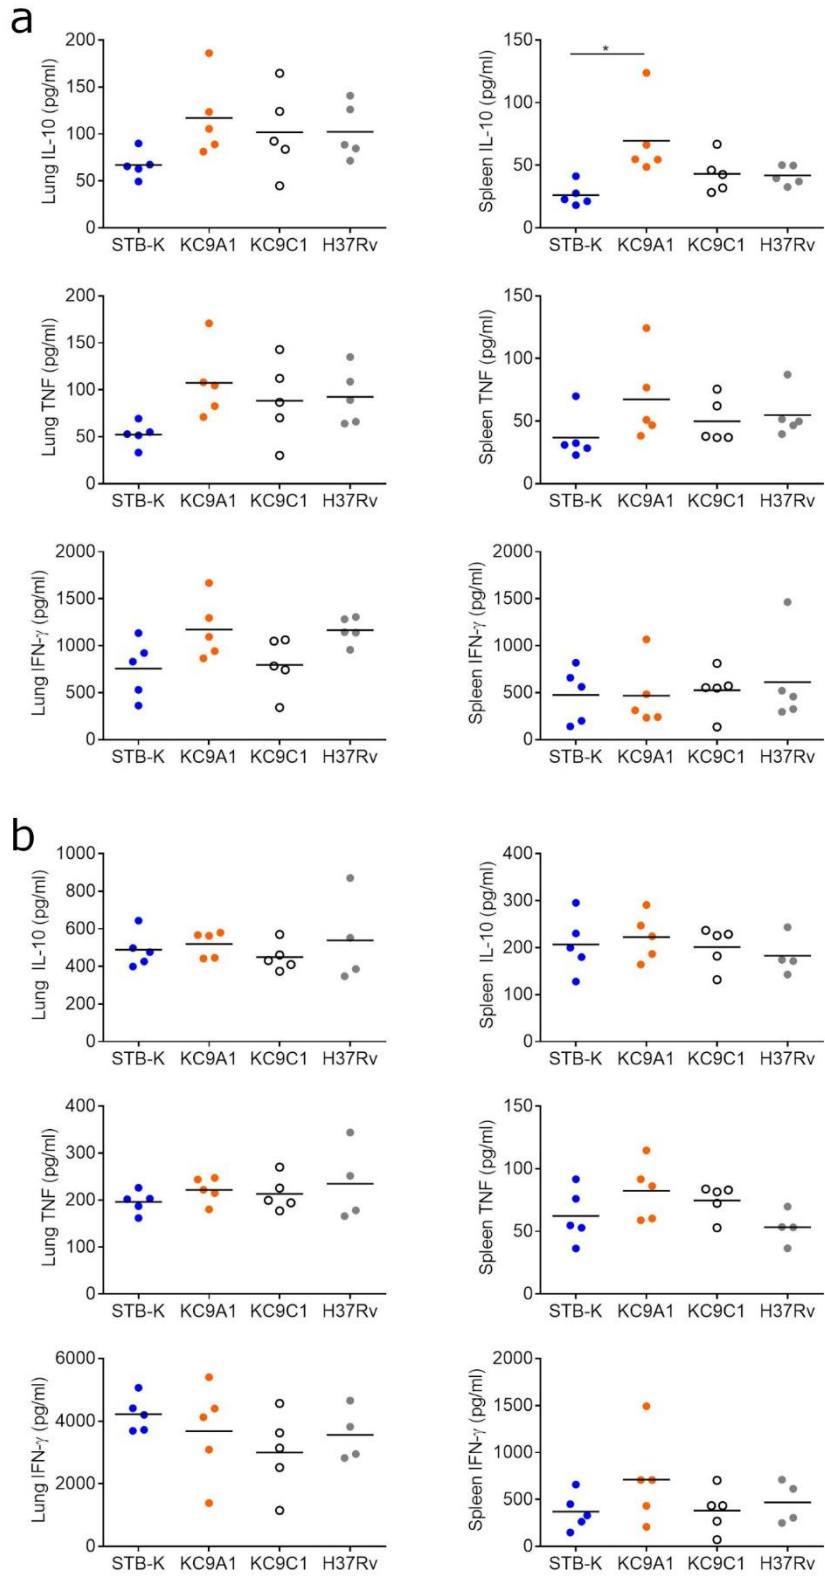 a
Lung IL-10 (pg/ml)
200
150
100
50
0
STB-K KC9A1 KC9C1 H37Rv
Spleen IL-10 (pg/ml)
150
100
50
0
*
STB-K KC9A1 KC9C1 H37Rv
Lung TNF (pg/ml)
200
150
100
50
0
STB-K KC9A1 KC9C1 H37Rv
Spleen TNF (pg/ml)
150
100
50
0
STB-K KC9A1 KC9C1 H37Rv
Lung IFN-γ (pg/ml)
2000
1500
1000
500
0
STB-K KC9A1 KC9C1 H37Rv
Spleen IFN-γ (pg/ml)
2000
1500
1000
500
0
STB-K KC9A1 KC9C1 H37Rv
b
Lung IL-10 (pg/ml)
1000
800
600
400
200
0
STB-K KC9A1 KC9C1 H37Rv
Spleen IL-10 (pg/ml)
400
300
200
100
0
STB-K KC9A1 KC9C1 H37Rv
Lung TNF (pg/ml)
400
300
200
100
0
STB-K KC9A1 KC9C1 H37Rv
Spleen TNF (pg/ml)
150
100
50
0
STB-K KC9A1 KC9C1 H37Rv
Lung IFN-γ (pg/ml)
6000
4000
2000
0
STB-K KC9A1 KC9C1 H37Rv
Spleen IFN-γ (pg/ml)
2000
1500
1000
500
0
STB-K KC9A1 KC9C1 H37Rv